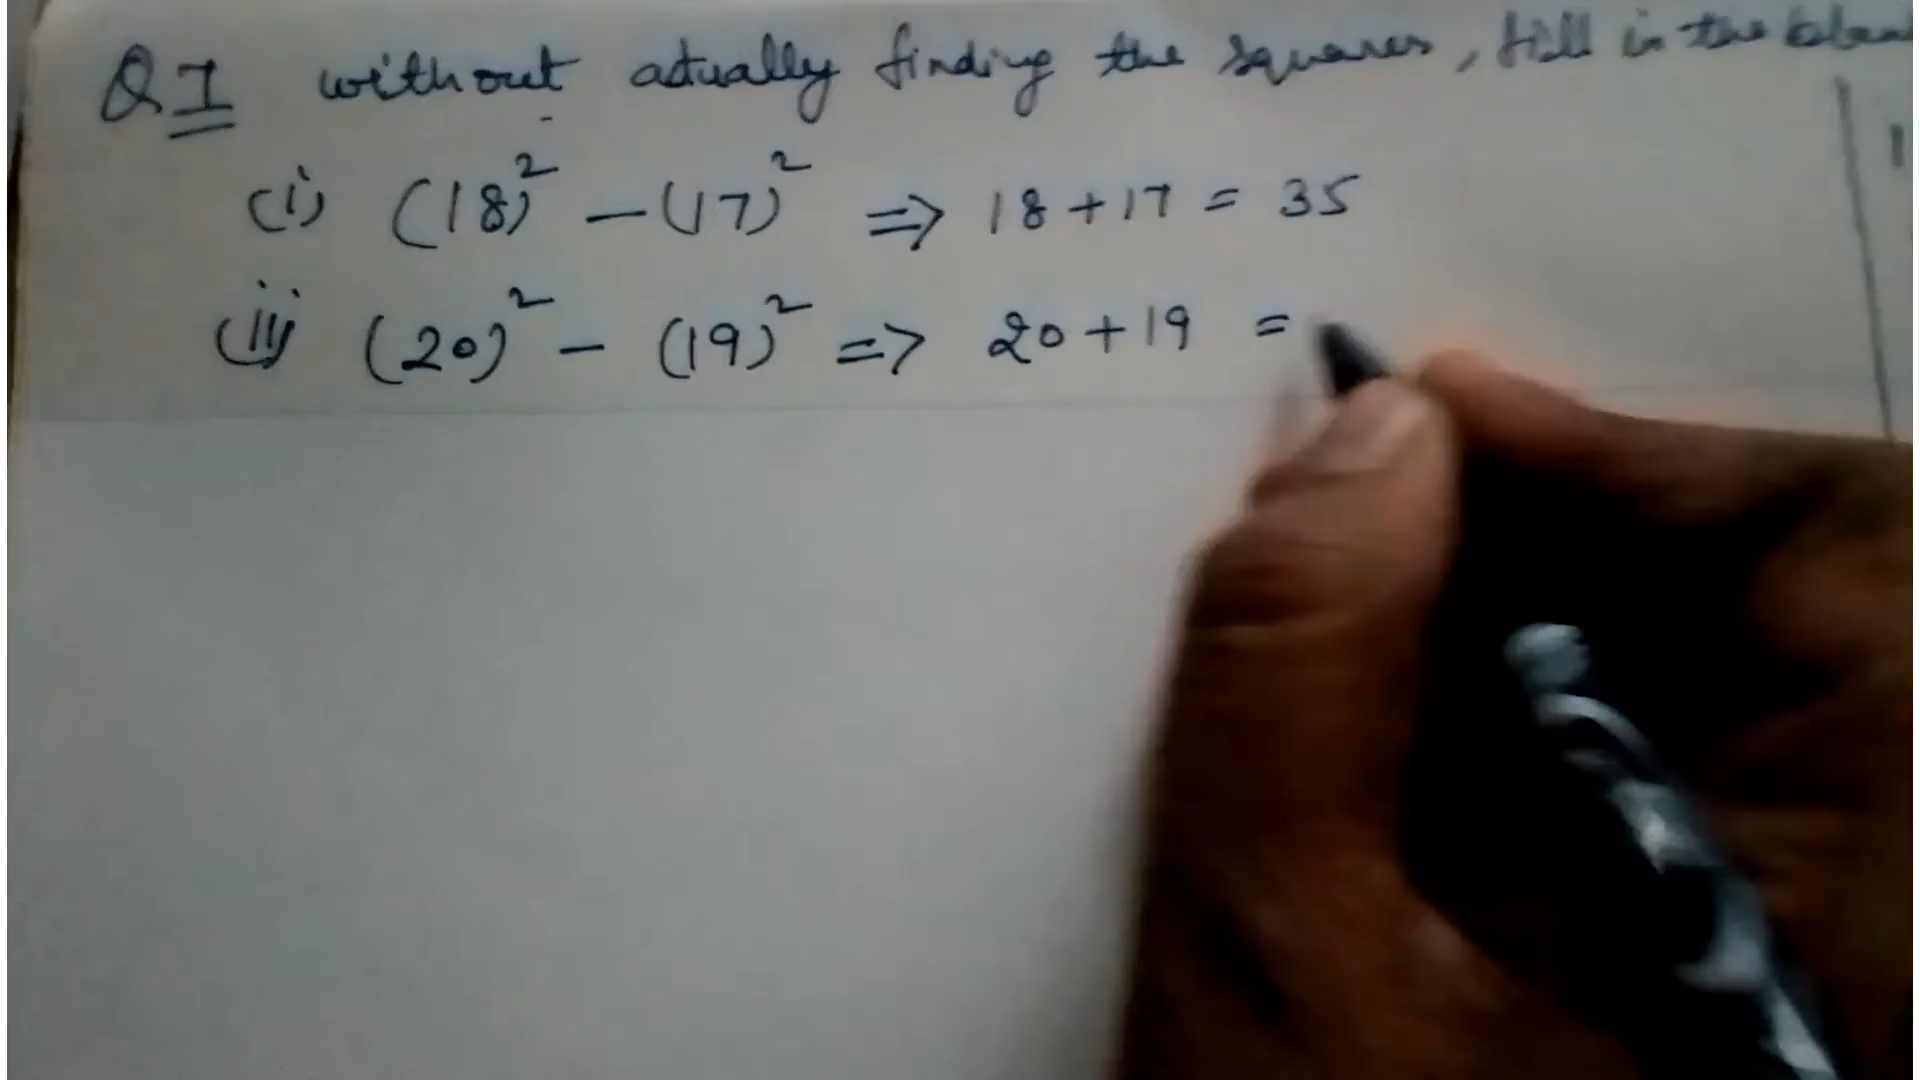 Q I without actually finding the squares, fill in the
(i) (18)² - (17)² => 18 + 17 = 35
(ii) (20)² - (19)² => 20 + 19 =